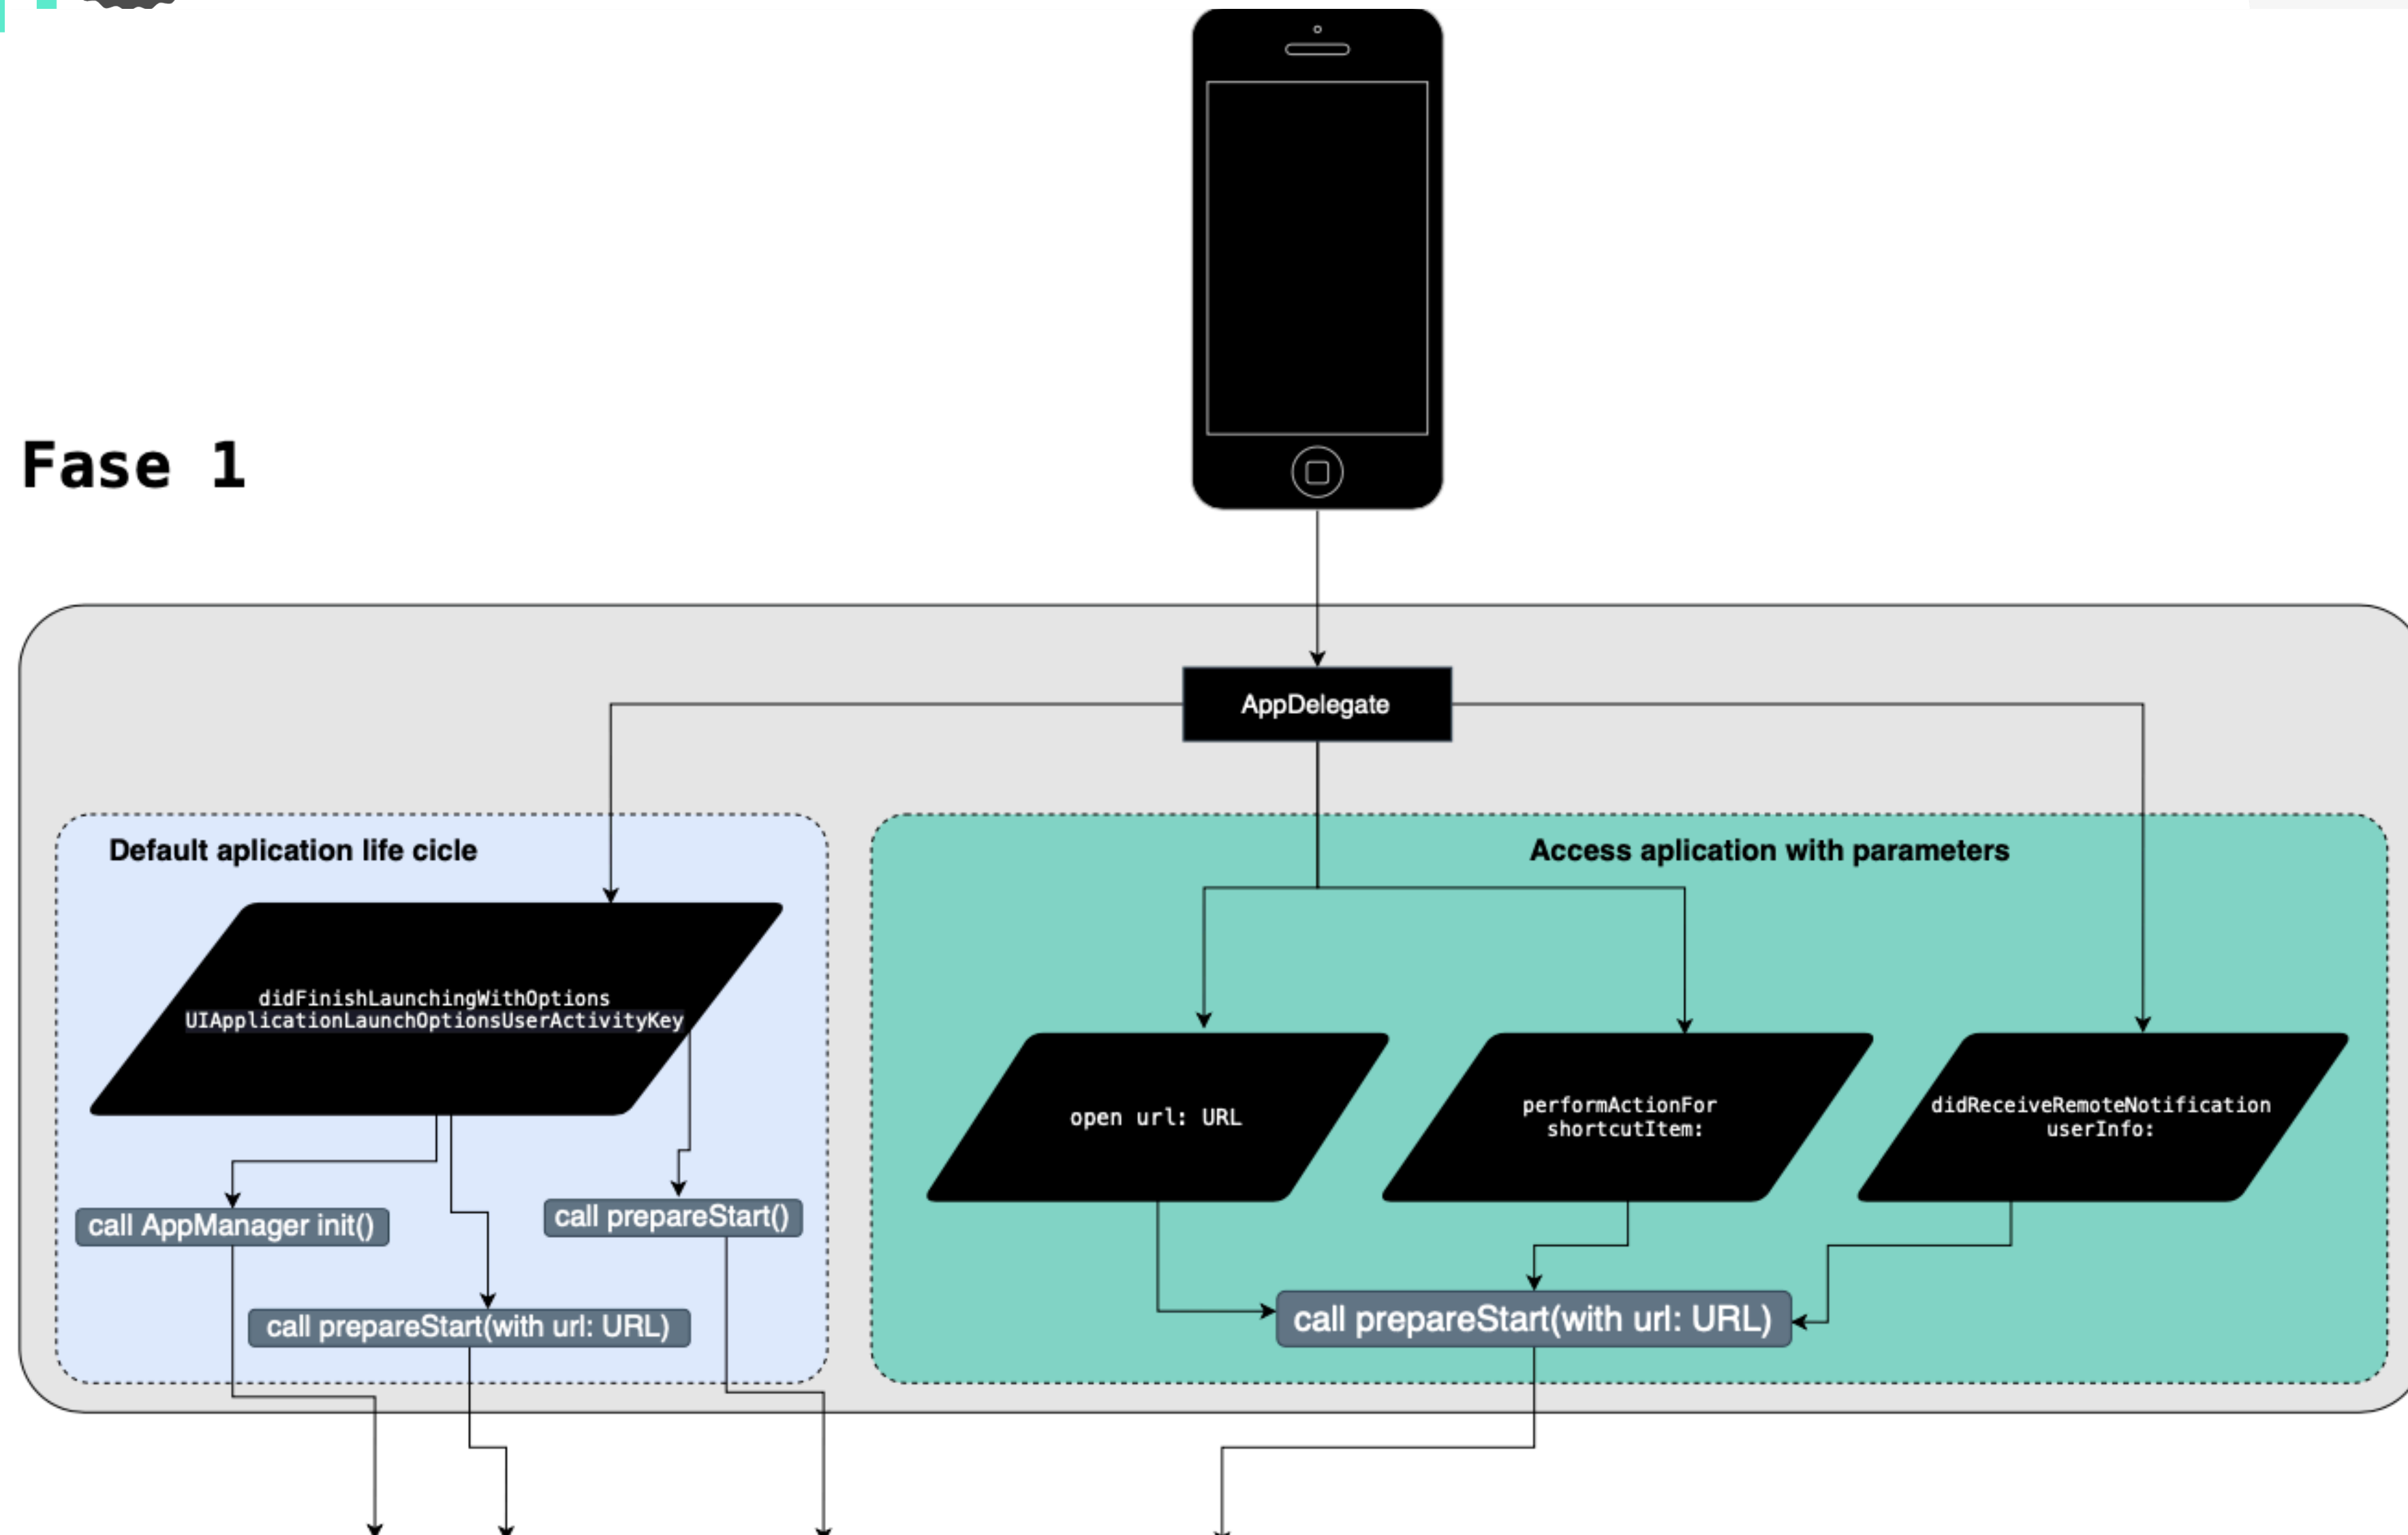 Fase 1
AppDelegate
Default aplication life cicle
Access aplication with parameters
didFinishLaunchingWithOptions
UIApplicationLaunchOptionsUserActivityKey
open url: URL
performActionFor
shortcutItem:
didReceiveRemoteNotification
userInfo:
call AppManager init()
call prepareStart()
call prepareStart(with url: URL)
call prepareStart(with url: URL)